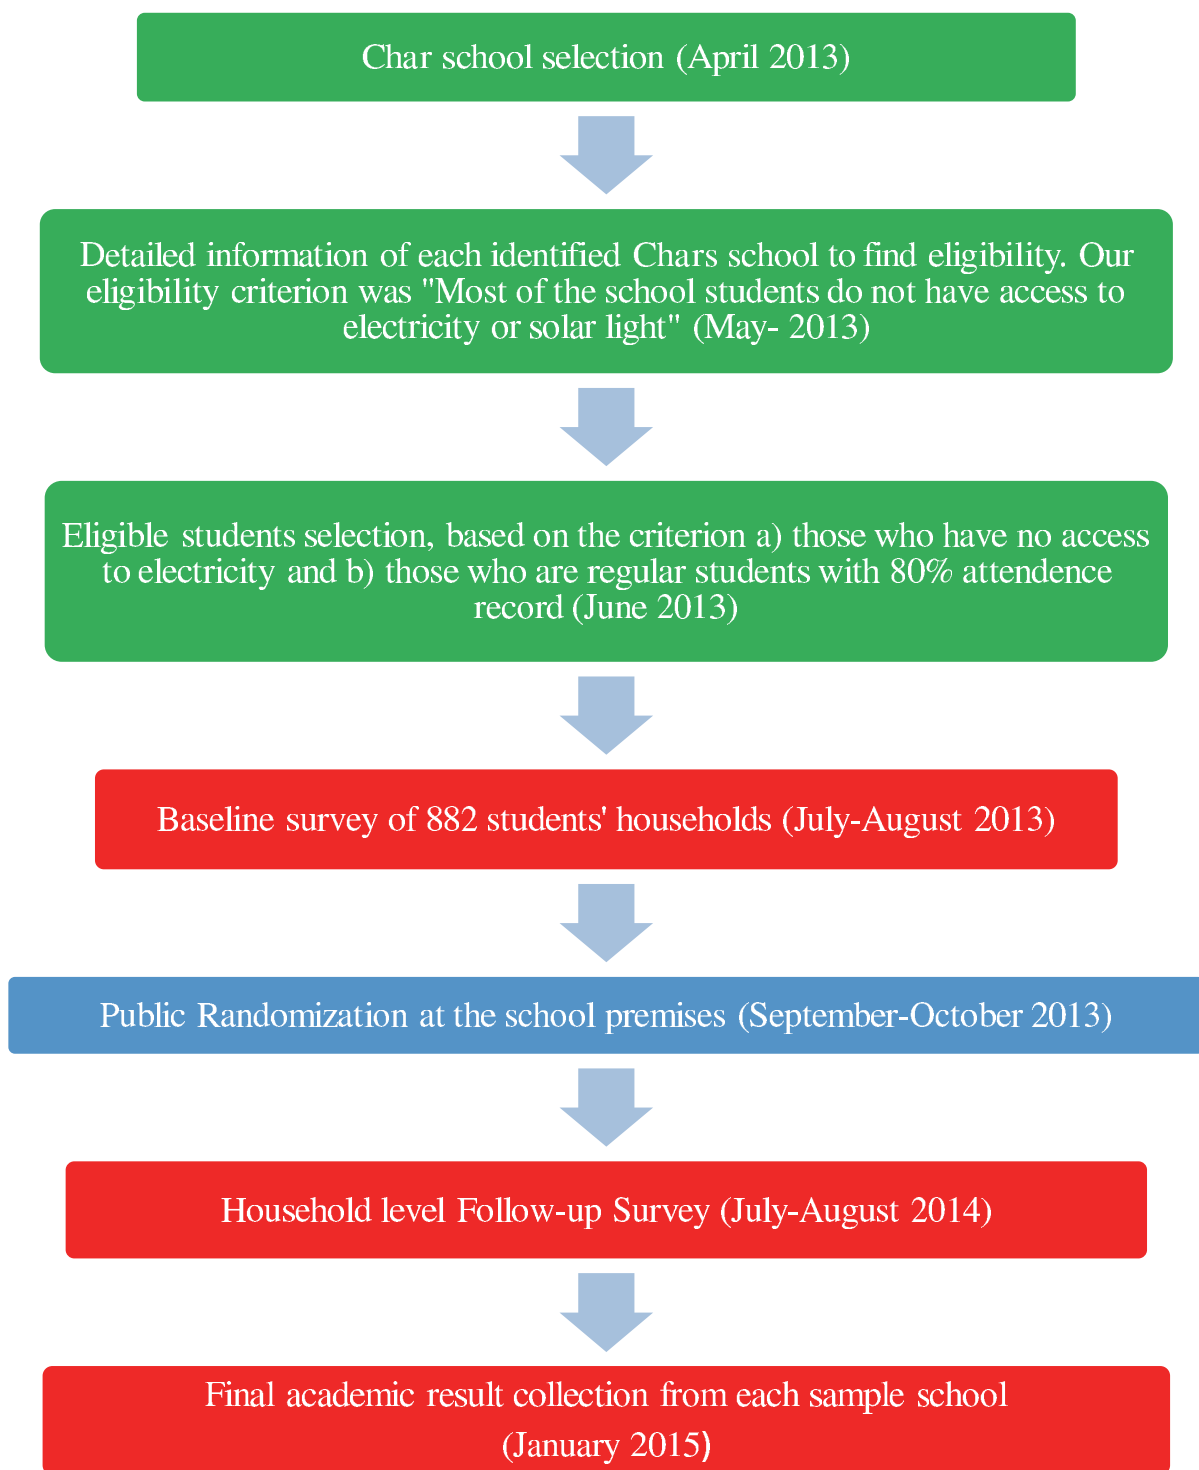 Char school selection (April 2013)
Detailed information of each identified Chars school to find eligibility. Our
eligibility criterion was "Most of the school students do not have access to
electricity or solar light" (May- 2013)
Eligible students selection, based on the criterion a) those who have no access
to electricity and b) those who are regular students with 80% attendence
record (June 2013)
Baseline survey of 882 students' households (July-August 2013)
Public Randomization at the school premises (September-October 2013)
Household level Follow-up Survey (July-August 2014)
Final academic result collection from each sample school
(January 2015)